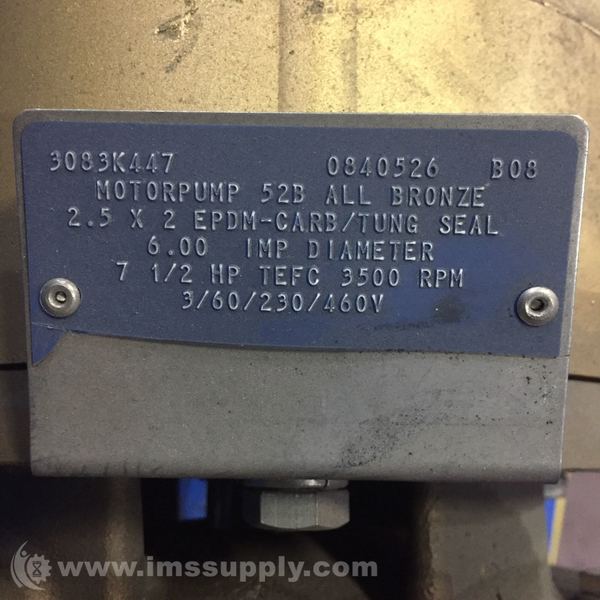 3083K447 0840526 B08
MOTORPUMP 52B ALL BRONZE
2.5 X 2 EPDM-CARB/TUNG SEAL
6.00 IMP DIAMETER
7 1/2 HP TEFC 3500 RPM
3/60/230/460V
www.imssupply.com